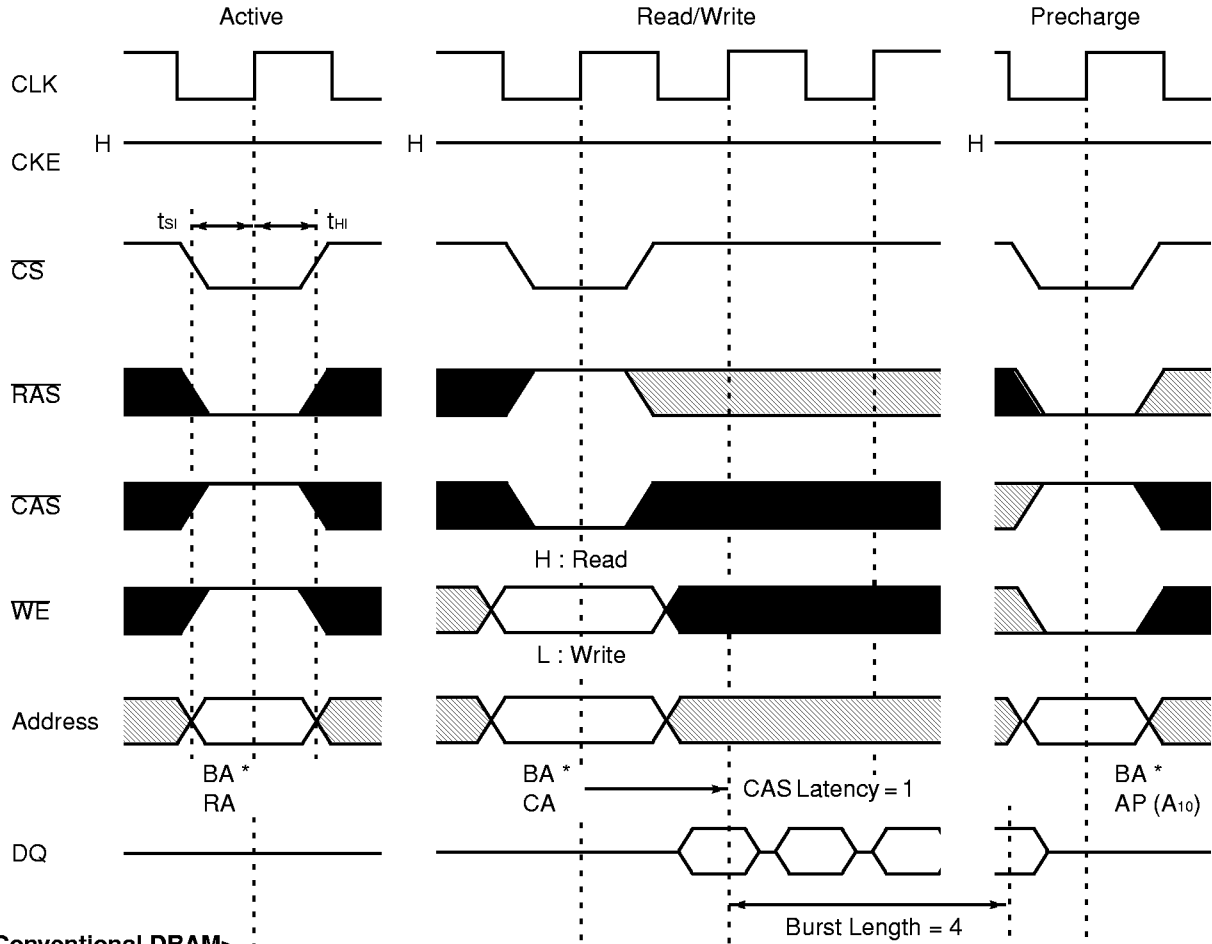 Active Read/Write Precharge
CLK
H H H
CKE
tSI tHI
CS
RAS
CAS
H : Read
WE
L : Write
Address
BA * BA * CAS Latency = 1 BA *
RA CA AP (A10)
DQ
Burst Length = 4
Conventional DRAM>